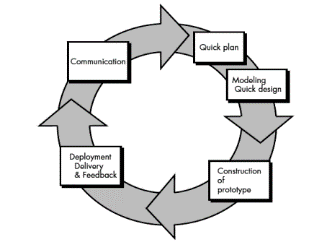 Communication
Quick plan
Modeling
Quick design
Construction
of
prototype
Deployment
Delivery
& Feedback